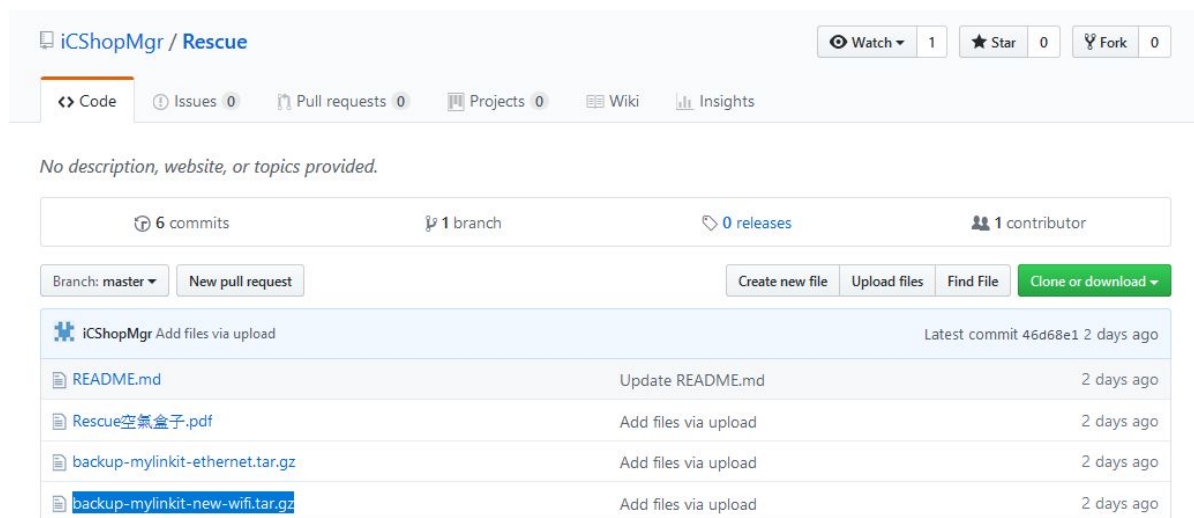 iCShopMgr / Rescue
Watch 1 Star 0 Fork 0
Code Issues 0 Pull requests 0 Projects 0 Wiki Insights
No description, website, or topics provided.
6 commits 1 branch 0 releases 1 contributor
Branch: master New pull request Create new file Upload files Find File Clone or download
iCShopMgr Add files via upload Latest commit 46d68e1 2 days ago
README.md Update README.md 2 days ago
Rescue空氣盒子.pdf Add files via upload 2 days ago
backup-mylinkit-ethernet.tar.gz Add files via upload 2 days ago
backup-mylinkit-new-wifi.tar.gz Add files via upload 2 days ago